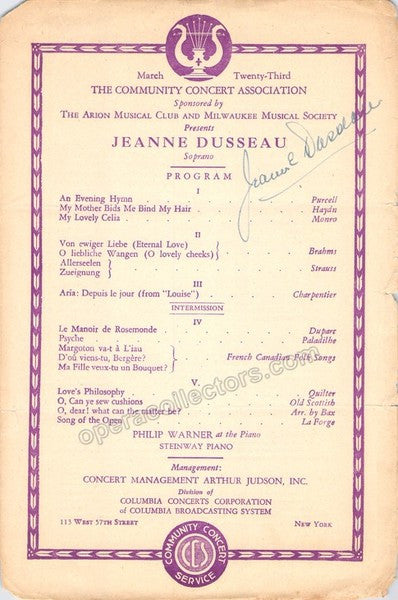 March Twenty-Third
THE COMMUNITY CONCERT ASSOCIATION
Sponsored by
THE ARION MUSICAL CLUB AND MILWAUKEE MUSICAL SOCIETY
Presents
JEANNE DUSSEAU
Soprano
Jeanne Dusseau
PROGRAM
I
An Evening Hymn Purcell
My Mother Bids Me Bind My Hair Haydn
My Lovely Celia Monro
II
Von ewiger Liebe (Eternal Love)
O liebliche Wangen (O lovely cheeks) } Brahms
Allerseelen
Zueignung } Strauss
III
Aria: Depuis le jour (from "Louise") Charpentier
INTERMISSION
IV
Le Manoir de Rosemonde Duparc
Psyche Paladilhe
Margoton va-t à L'iau
D'où viens-tu, Bergère? } French Canadian Folk Songs
Ma Fille veux-tu un Bouquet?
V.
Love's Philosophy Quilter
O, Can ye sew cushions Old Scottish
O, dear! what can the matter be? Arr. by Bax
Song of the Open La Forge
operacollectors.com
PHILIP WARNER at the Piano
STEINWAY PIANO
Management:
CONCERT MANAGEMENT ARTHUR JUDSON, INC.
Division of
COLUMBIA CONCERTS CORPORATION
of COLUMBIA BROADCASTING SYSTEM
113 WEST 57TH STREET NEW YORK
COMMUNITY CONCERT
CCS
SERVICE